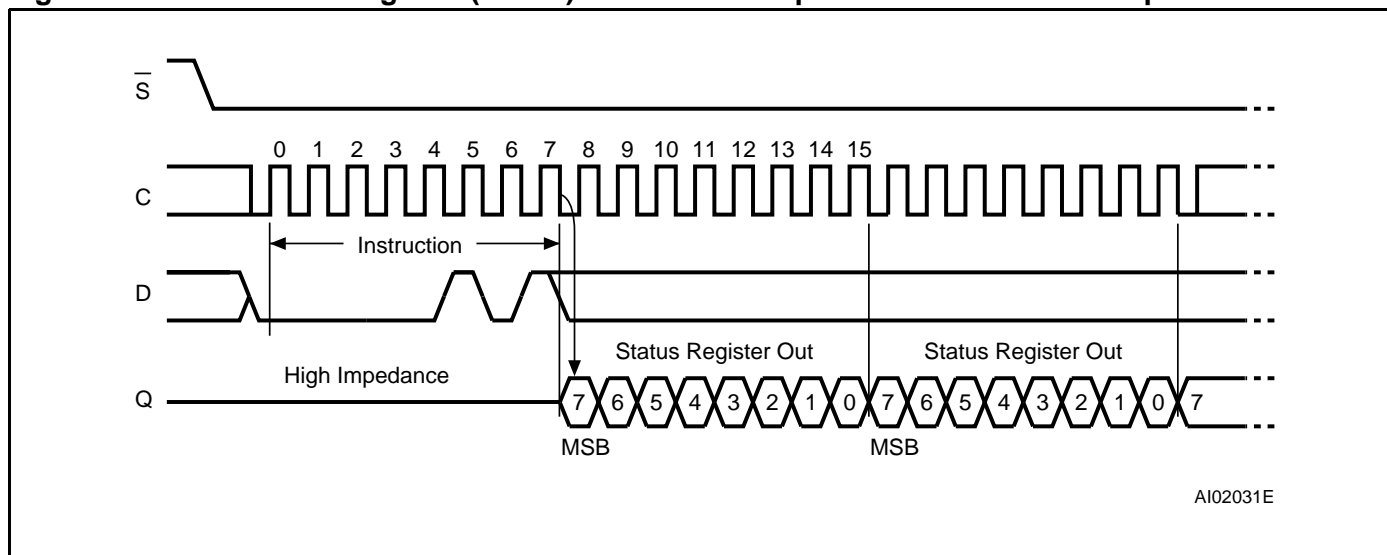 S
0 1 2 3 4 5 6 7 8 9 10 11 12 13 14 15
C
Instruction
D
Status Register Out Status Register Out
High Impedance
Q 7 6 5 4 3 2 1 0 7 6 5 4 3 2 1 0 7
MSB MSB
AI02031E